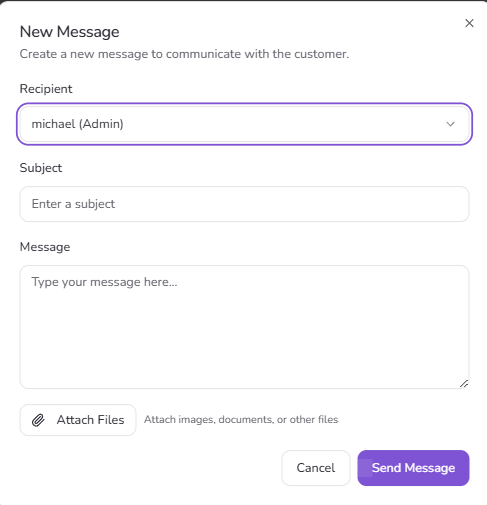 New Message
Create a new message to communicate with the customer.
Recipient
michael (Admin)
Subject
Enter a subject
Message
Type your message here...
Attach Files
Attach images, documents, or other files
Cancel
Send Message